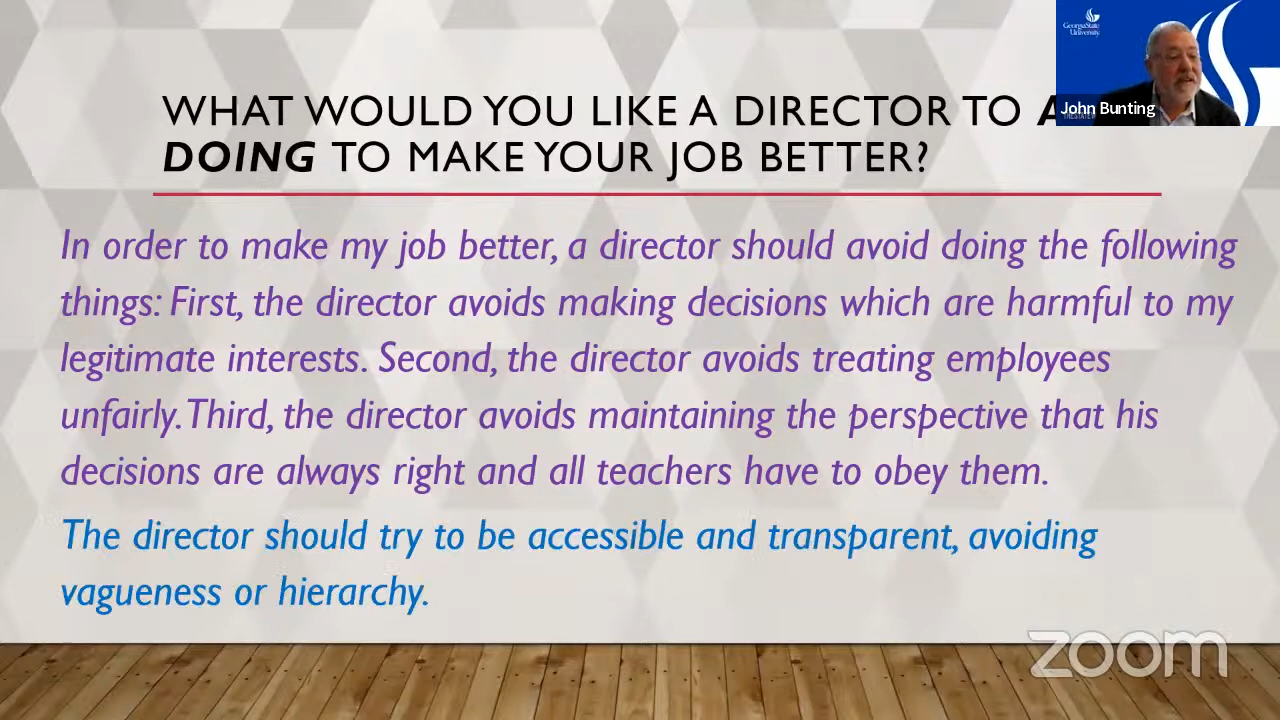 GeorgiaState
University
John Bunting
WHAT WOULD YOU LIKE A DIRECTOR TO
DOING TO MAKE YOUR JOB BETTER?
In order to make my job better, a director should avoid doing the following
things: First, the director avoids making decisions which are harmful to my
legitimate interests. Second, the director avoids treating employees
unfairly. Third, the director avoids maintaining the perspective that his
decisions are always right and all teachers have to obey them.
The director should try to be accessible and transparent, avoiding
vagueness or hierarchy.
zoom